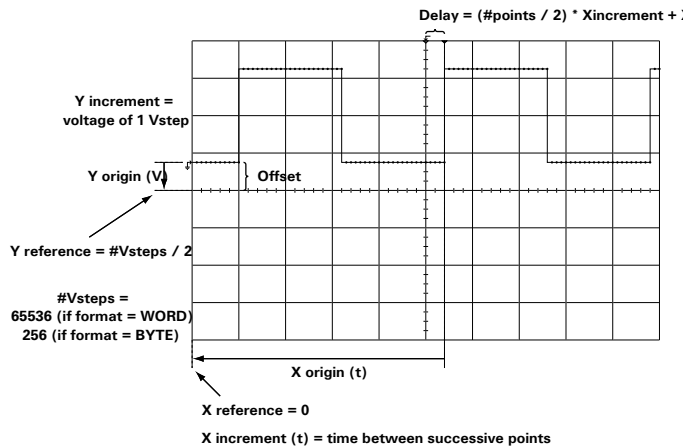 Delay = (#points / 2) * Xincrement +
Y increment =
voltage of 1 Vstep
Y origin (V)
Offset
Y reference = #Vsteps / 2
#Vsteps =
65536 (if format = WORD)
256 (if format = BYTE)
X origin (t)
X reference = 0
X increment (t) = time between successive points